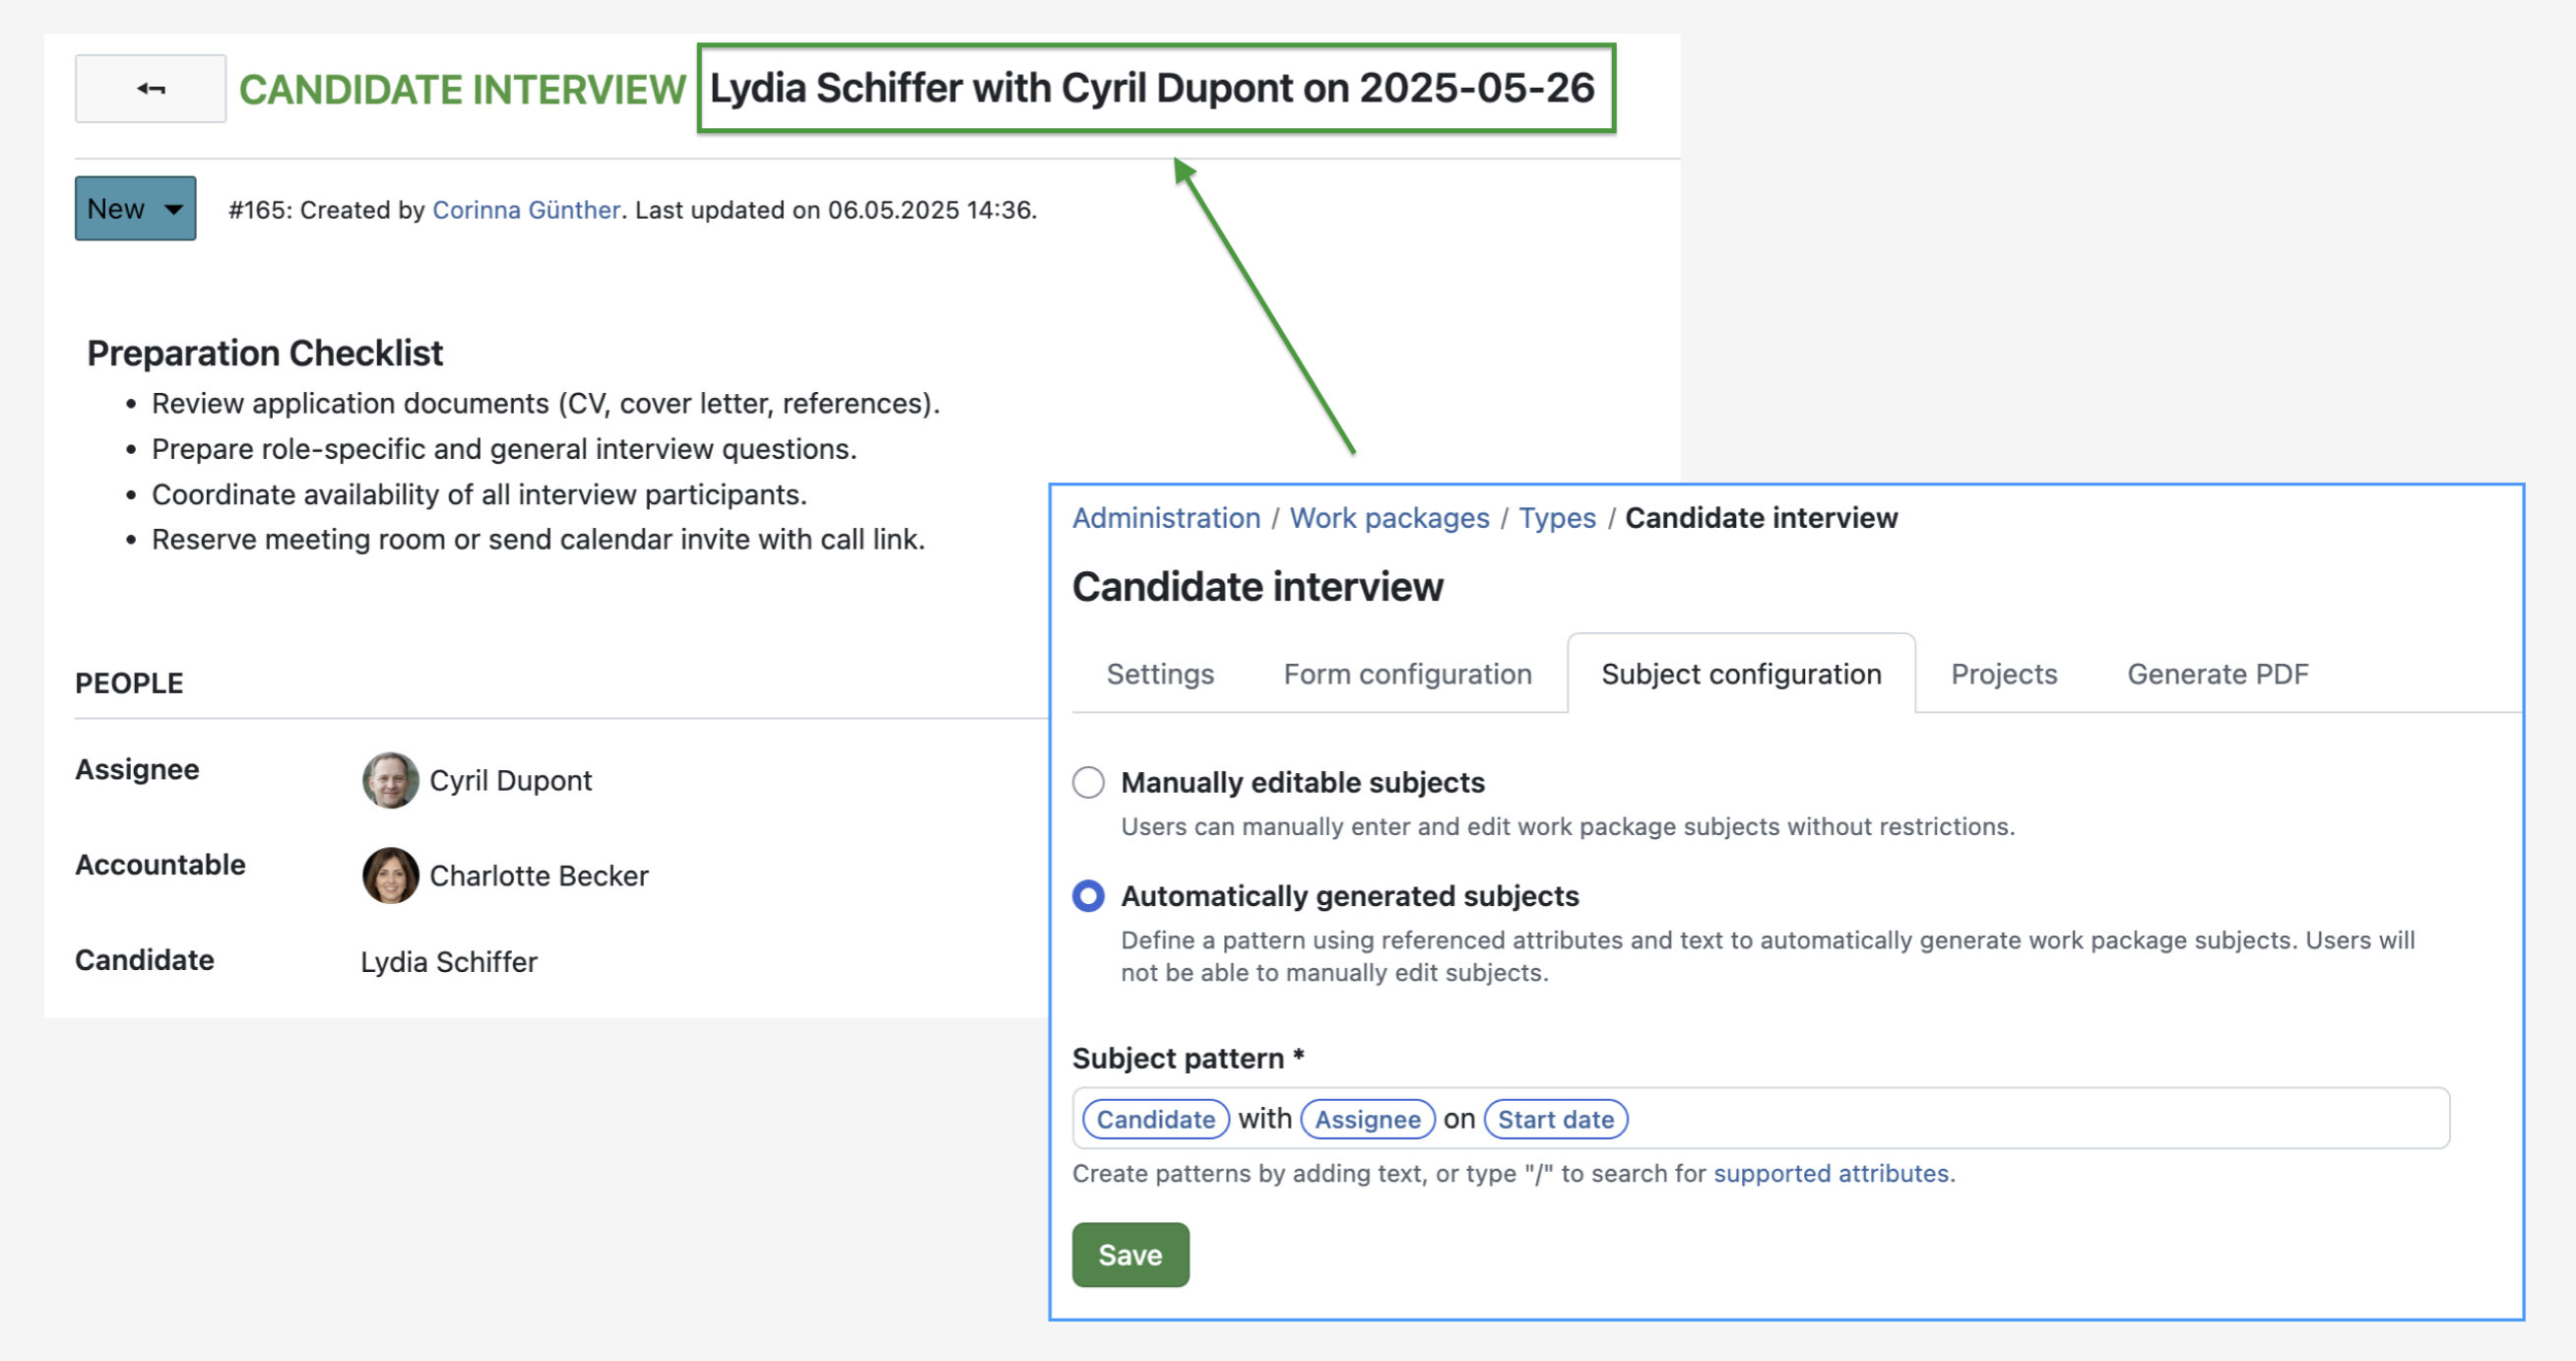 CANDIDATE INTERVIEW Lydia Schiffer with Cyril Dupont on 2025-05-26
New #165: Created by Corinna Günther. Last updated on 06.05.2025 14:36.
Preparation Checklist
• Review application documents (CV, cover letter, references).
• Prepare role-specific and general interview questions.
• Coordinate availability of all interview participants.
• Reserve meeting room or send calendar invite with call link.
PEOPLE
Assignee Cyril Dupont
Accountable Charlotte Becker
Candidate Lydia Schiffer
Administration / Work packages / Types / Candidate interview
Candidate interview
Settings Form configuration Subject configuration Projects Generate PDF
Manually editable subjects
Users can manually enter and edit work package subjects without restrictions.
Automatically generated subjects
Define a pattern using referenced attributes and text to automatically generate work package subjects. Users will
not be able to manually edit subjects.
Subject pattern *
Candidate with Assignee on Start date
Create patterns by adding text, or type "/" to search for supported attributes.
Save